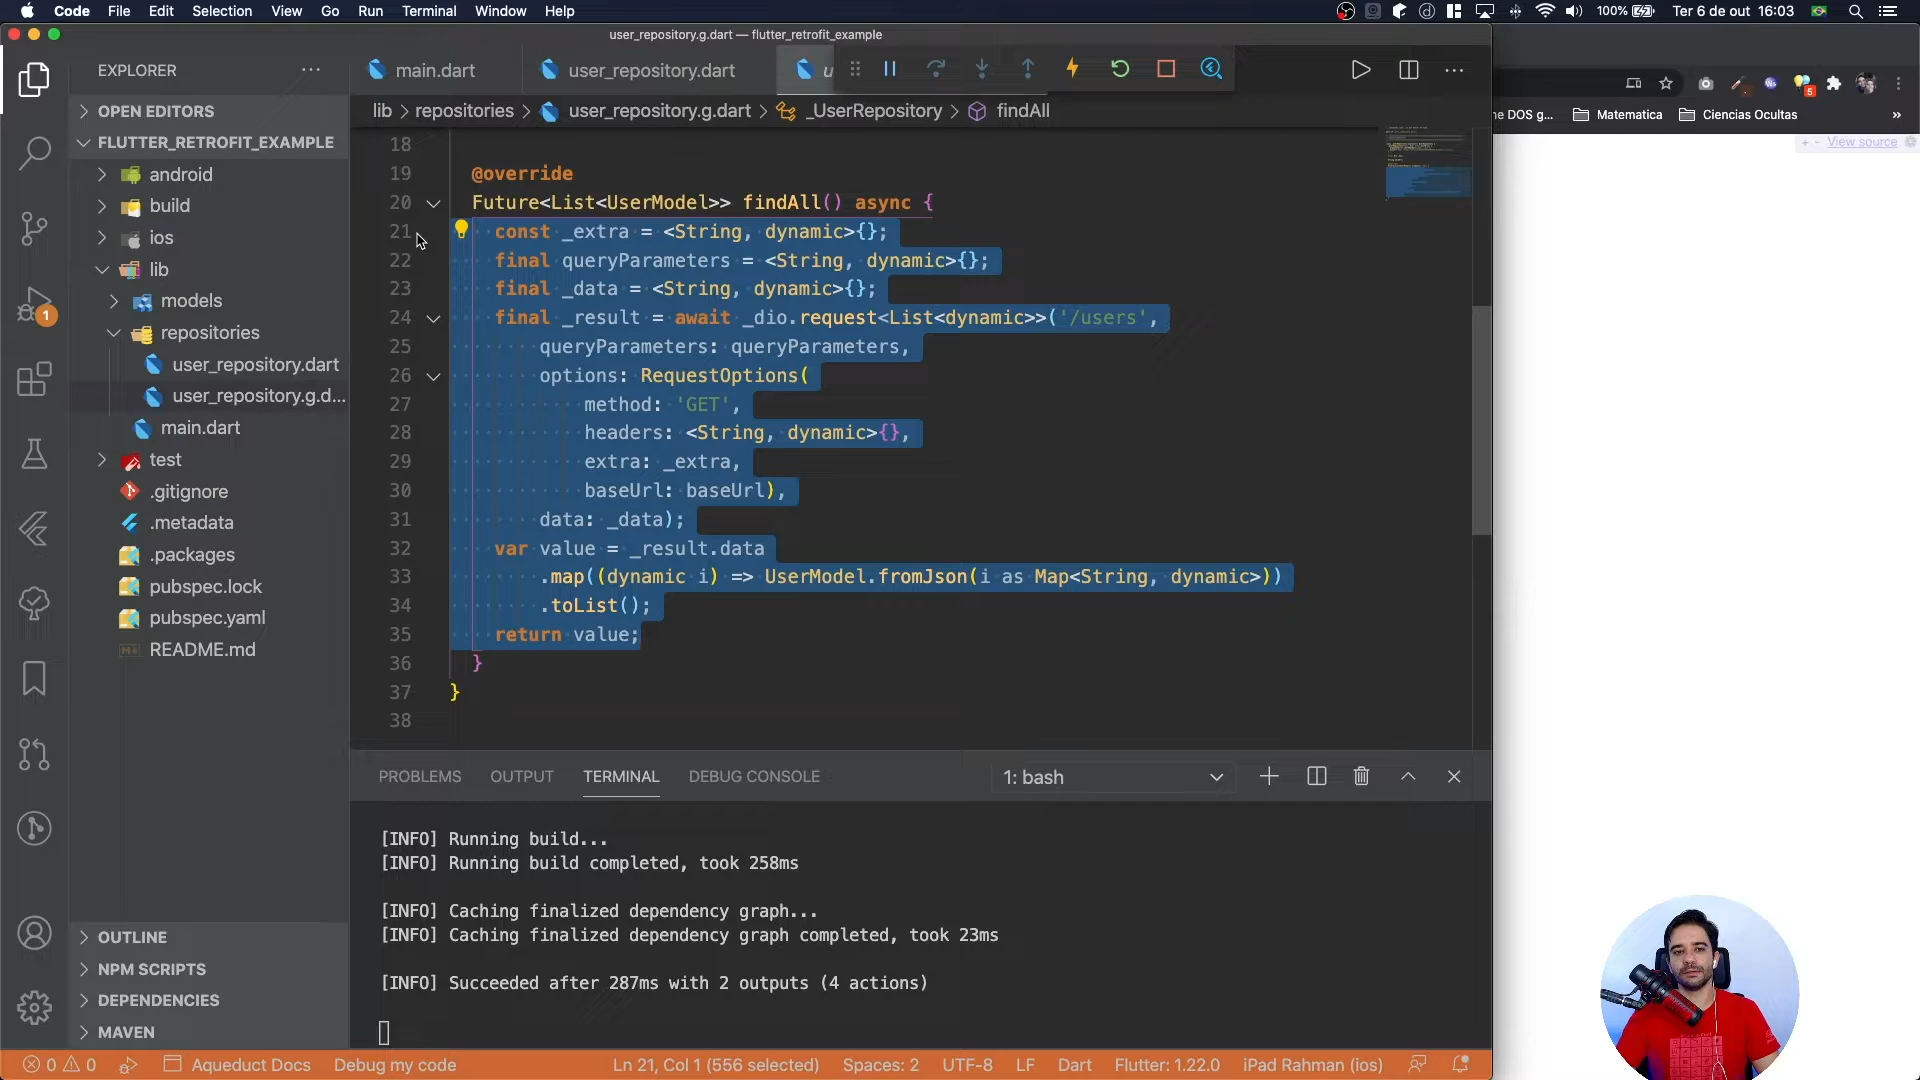 Code File Edit Selection View Go Run Terminal Window Help
100% Ter 6 de out 16:03
user_repository.g.dart — flutter_retrofit_example
EXPLORER
main.dart
user_repository.dart
u
lib > repositories > user_repository.g.dart > _UserRepository > findAll
OPEN EDITORS
FLUTTER_RETROFIT_EXAMPLE
android
build
ios
lib
models
repositories
user_repository.dart
user_repository.g.d...
main.dart
test
.gitignore
.metadata
.packages
pubspec.lock
pubspec.yaml
README.md
OUTLINE
NPM SCRIPTS
DEPENDENCIES
MAVEN
1
18
19 @override
20 Future<List<UserModel>> findAll() async {
21 const _extra = <String, dynamic>{};
22 final queryParameters = <String, dynamic>{};
23 final _data = <String, dynamic>{};
24 final _result = await _dio.request<List<dynamic>>('/users',
25 queryParameters: queryParameters,
26 options: RequestOptions(
27 method: 'GET',
28 headers: <String, dynamic>{},
29 extra: _extra,
30 baseUrl: baseUrl),
31 data: _data);
32 var value = _result.data
33 .map((dynamic i) => UserModel.fromJson(i as Map<String, dynamic>))
34 .toList();
35 return value;
36 }
37 }
38
PROBLEMS OUTPUT TERMINAL DEBUG CONSOLE
1: bash
[INFO] Running build...
[INFO] Running build completed, took 258ms
[INFO] Caching finalized dependency graph...
[INFO] Caching finalized dependency graph completed, took 23ms
[INFO] Succeeded after 287ms with 2 outputs (4 actions)
0 0 Aqueduct Docs Debug my code Ln 21, Col 1 (556 selected) Spaces: 2 UTF-8 LF Dart Flutter: 1.22.0 iPad Rahman (ios)
5
ne DOS g... Matematica Ciencias Ocultas »
+ - View source